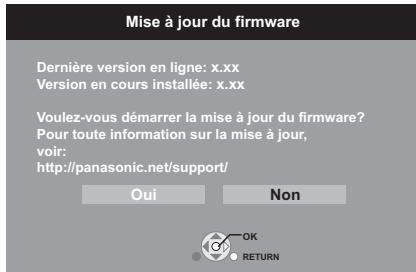 Mise à jour du firmware
Dernière version en ligne: x.xx
Version en cours installée: x.xx
Voulez-vous démarrer la mise à jour du firmware?
Pour toute information sur la mise à jour,
voir:
http://panasonic.net/support/
Oui Non
OK
RETURN